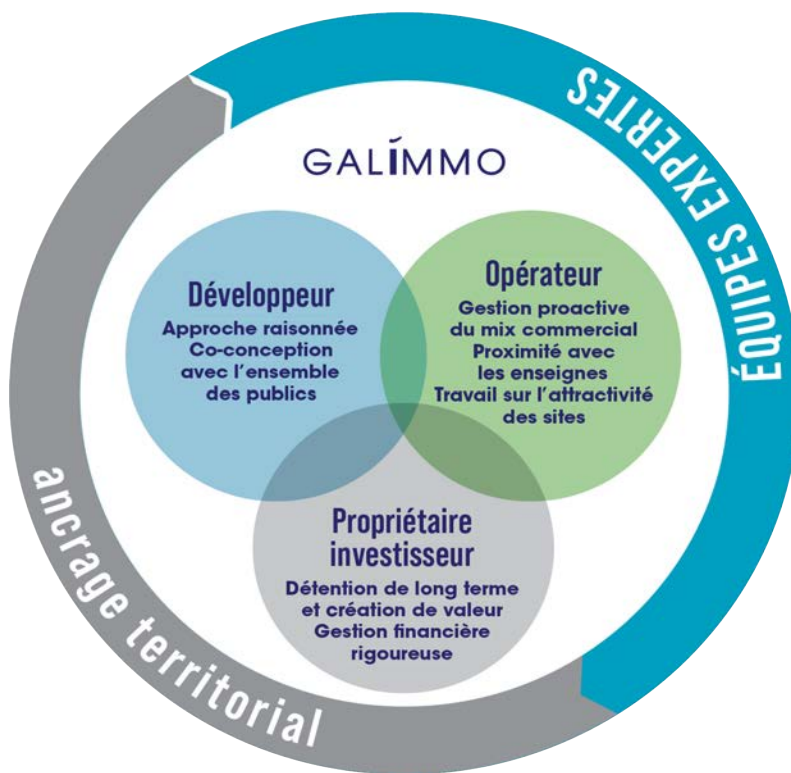 GALIMMO
ÉQUIPES EXPERTES
Développeur
Approche raisonnée
Co-conception
avec l'ensemble
des publics
Opérateur
Gestion proactive
du mix commercial
Proximité avec
les enseignes
Travail sur l'attractivité
des sites
Propriétaire
investisseur
Détention de long terme
et création de valeur
Gestion financière
rigoureuse
ancrage territorial